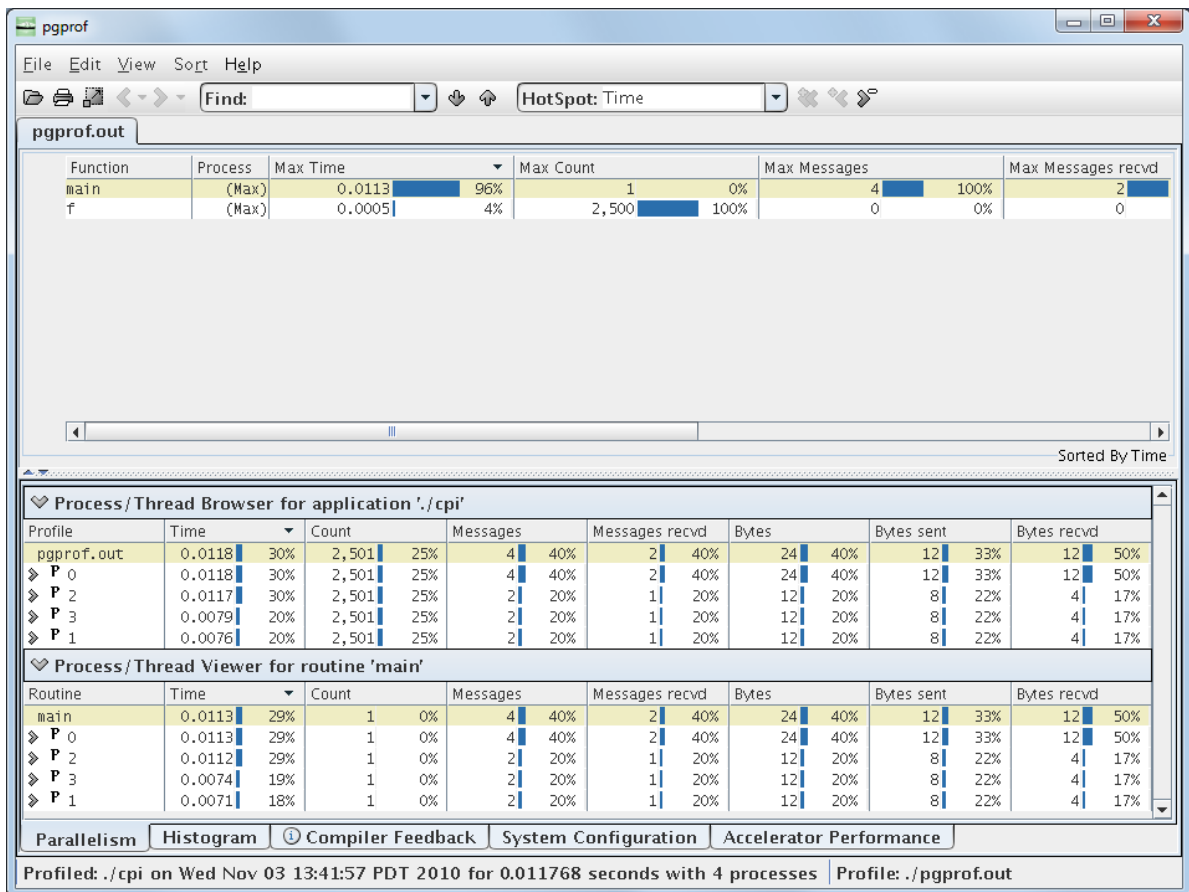 pgprof
File Edit View Sort Help
Find: HotSpot: Time
pgprof.out
Function Process Max Time Max Count Max Messages Max Messages recvd
main (Max) 0.0113 96% 1 0% 4 100% 2
f (Max) 0.0005 4% 2,500 100% 0 0% 0
Sorted By Time
Process/Thread Browser for application './cpi'
Profile Time Count Messages Messages recvd Bytes Bytes sent Bytes recvd
pgprof.out 0.0118 30% 2,501 25% 4 40% 2 40% 24 40% 12 33% 12 50%
P 0 0.0118 30% 2,501 25% 4 40% 2 40% 24 40% 12 33% 12 50%
P 2 0.0117 30% 2,501 25% 2 20% 1 20% 12 20% 8 22% 4 17%
P 3 0.0079 20% 2,501 25% 2 20% 1 20% 12 20% 8 22% 4 17%
P 1 0.0076 20% 2,501 25% 2 20% 1 20% 12 20% 8 22% 4 17%
Process/Thread Viewer for routine 'main'
Routine Time Count Messages Messages recvd Bytes Bytes sent Bytes recvd
main 0.0113 29% 1 0% 4 40% 2 40% 24 40% 12 33% 12 50%
P 0 0.0113 29% 1 0% 4 40% 2 40% 24 40% 12 33% 12 50%
P 2 0.0112 29% 1 0% 2 20% 1 20% 12 20% 8 22% 4 17%
P 3 0.0074 19% 1 0% 2 20% 1 20% 12 20% 8 22% 4 17%
P 1 0.0071 18% 1 0% 2 20% 1 20% 12 20% 8 22% 4 17%
Parallelism Histogram Compiler Feedback System Configuration Accelerator Performance
Profiled: ./cpi on Wed Nov 03 13:41:57 PDT 2010 for 0.011768 seconds with 4 processes Profile: ./pgprof.out